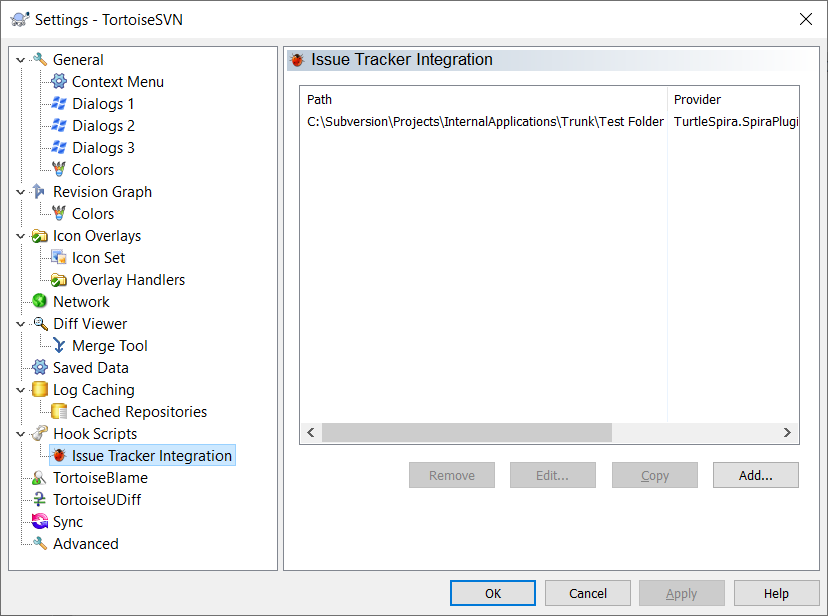 Settings - TortoiseSVN
General
Context Menu
Dialogs 1
Dialogs 2
Dialogs 3
Colors
Revision Graph
Colors
Icon Overlays
Icon Set
Overlay Handlers
Network
Diff Viewer
Merge Tool
Saved Data
Log Caching
Cached Repositories
Hook Scripts
Issue Tracker Integration
TortoiseBlame
TortoiseUDiff
Sync
Advanced
Issue Tracker Integration
Path Provider
C:\Subversion\Projects\InternalApplications\Trunk\Test Folder TurtleSpira.SpiraPlugi
Remove Edit... Copy Add...
OK Cancel Apply Help